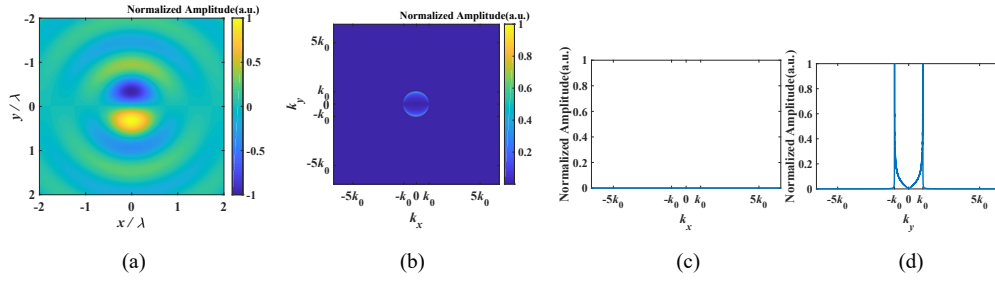 Normalized Amplitude(a.u.)
-2
-1
0
1
2
y / λ
-2 -1 0 1 2
x / λ
1
0.5
0
-0.5
-1
(a)
Normalized Amplitude(a.u.)
5k0
k0
-k0
-5k0
ky
-5k0 -k0 k0 5k0
kx
1
0.8
0.6
0.4
0.2
(b)
Normalized Amplitude(a.u.)
1
0.8
0.6
0.4
0.2
0
-5k0 -k0 0 k0 5k0
kx
(c)
Normalized Amplitude(a.u.)
1
0.8
0.6
0.4
0.2
0
-5k0 -k0 0 k0 5k0
ky
(d)